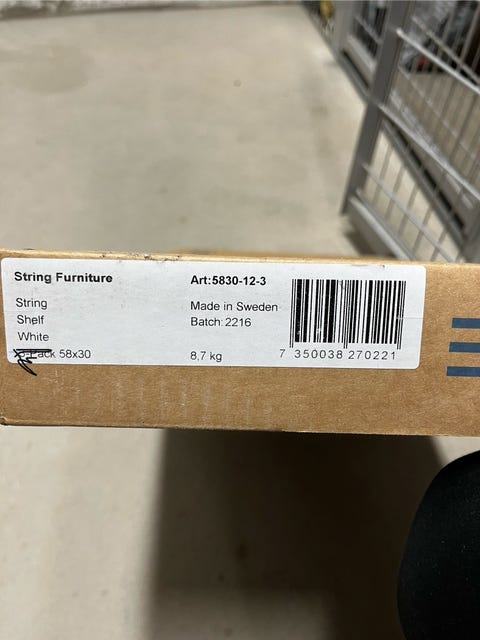 String Furniture
Art:5830-12-3
String
Shelf
White
Pack 58x30
Made in Sweden
Batch: 2216
8,7 kg
7 350038 270221